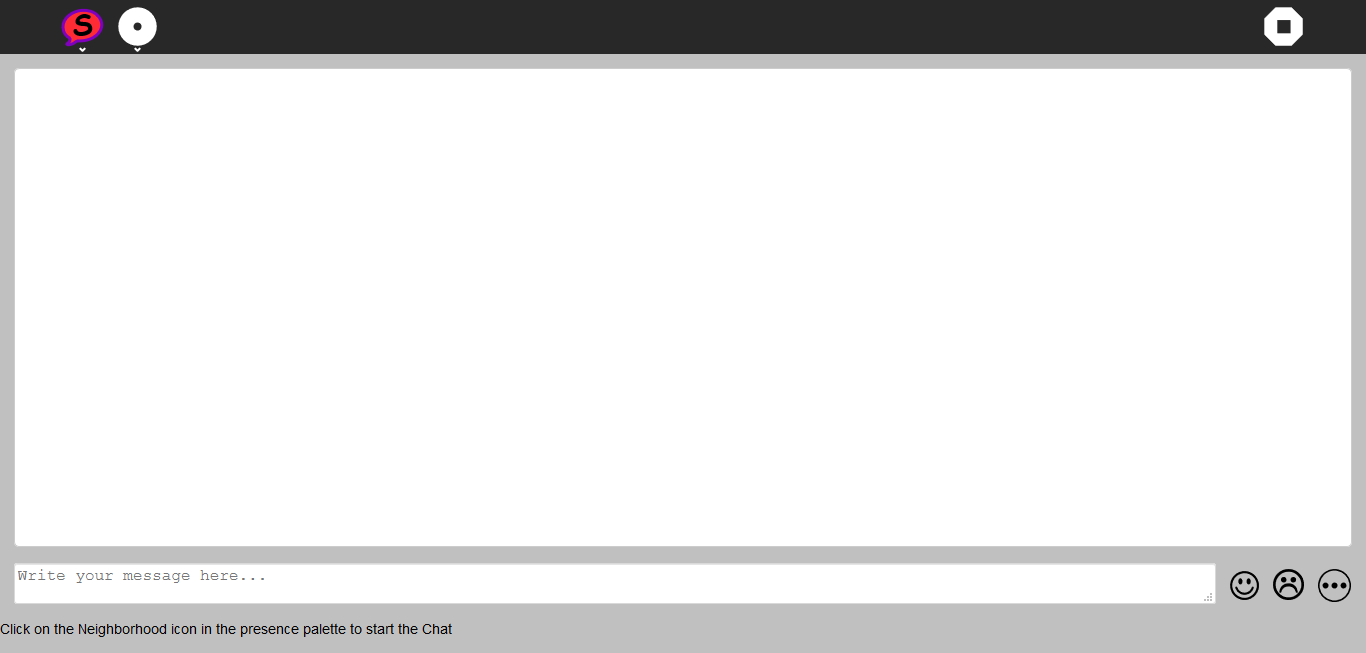 S
Write your message here...
Click on the Neighborhood icon in the presence palette to start the Chat